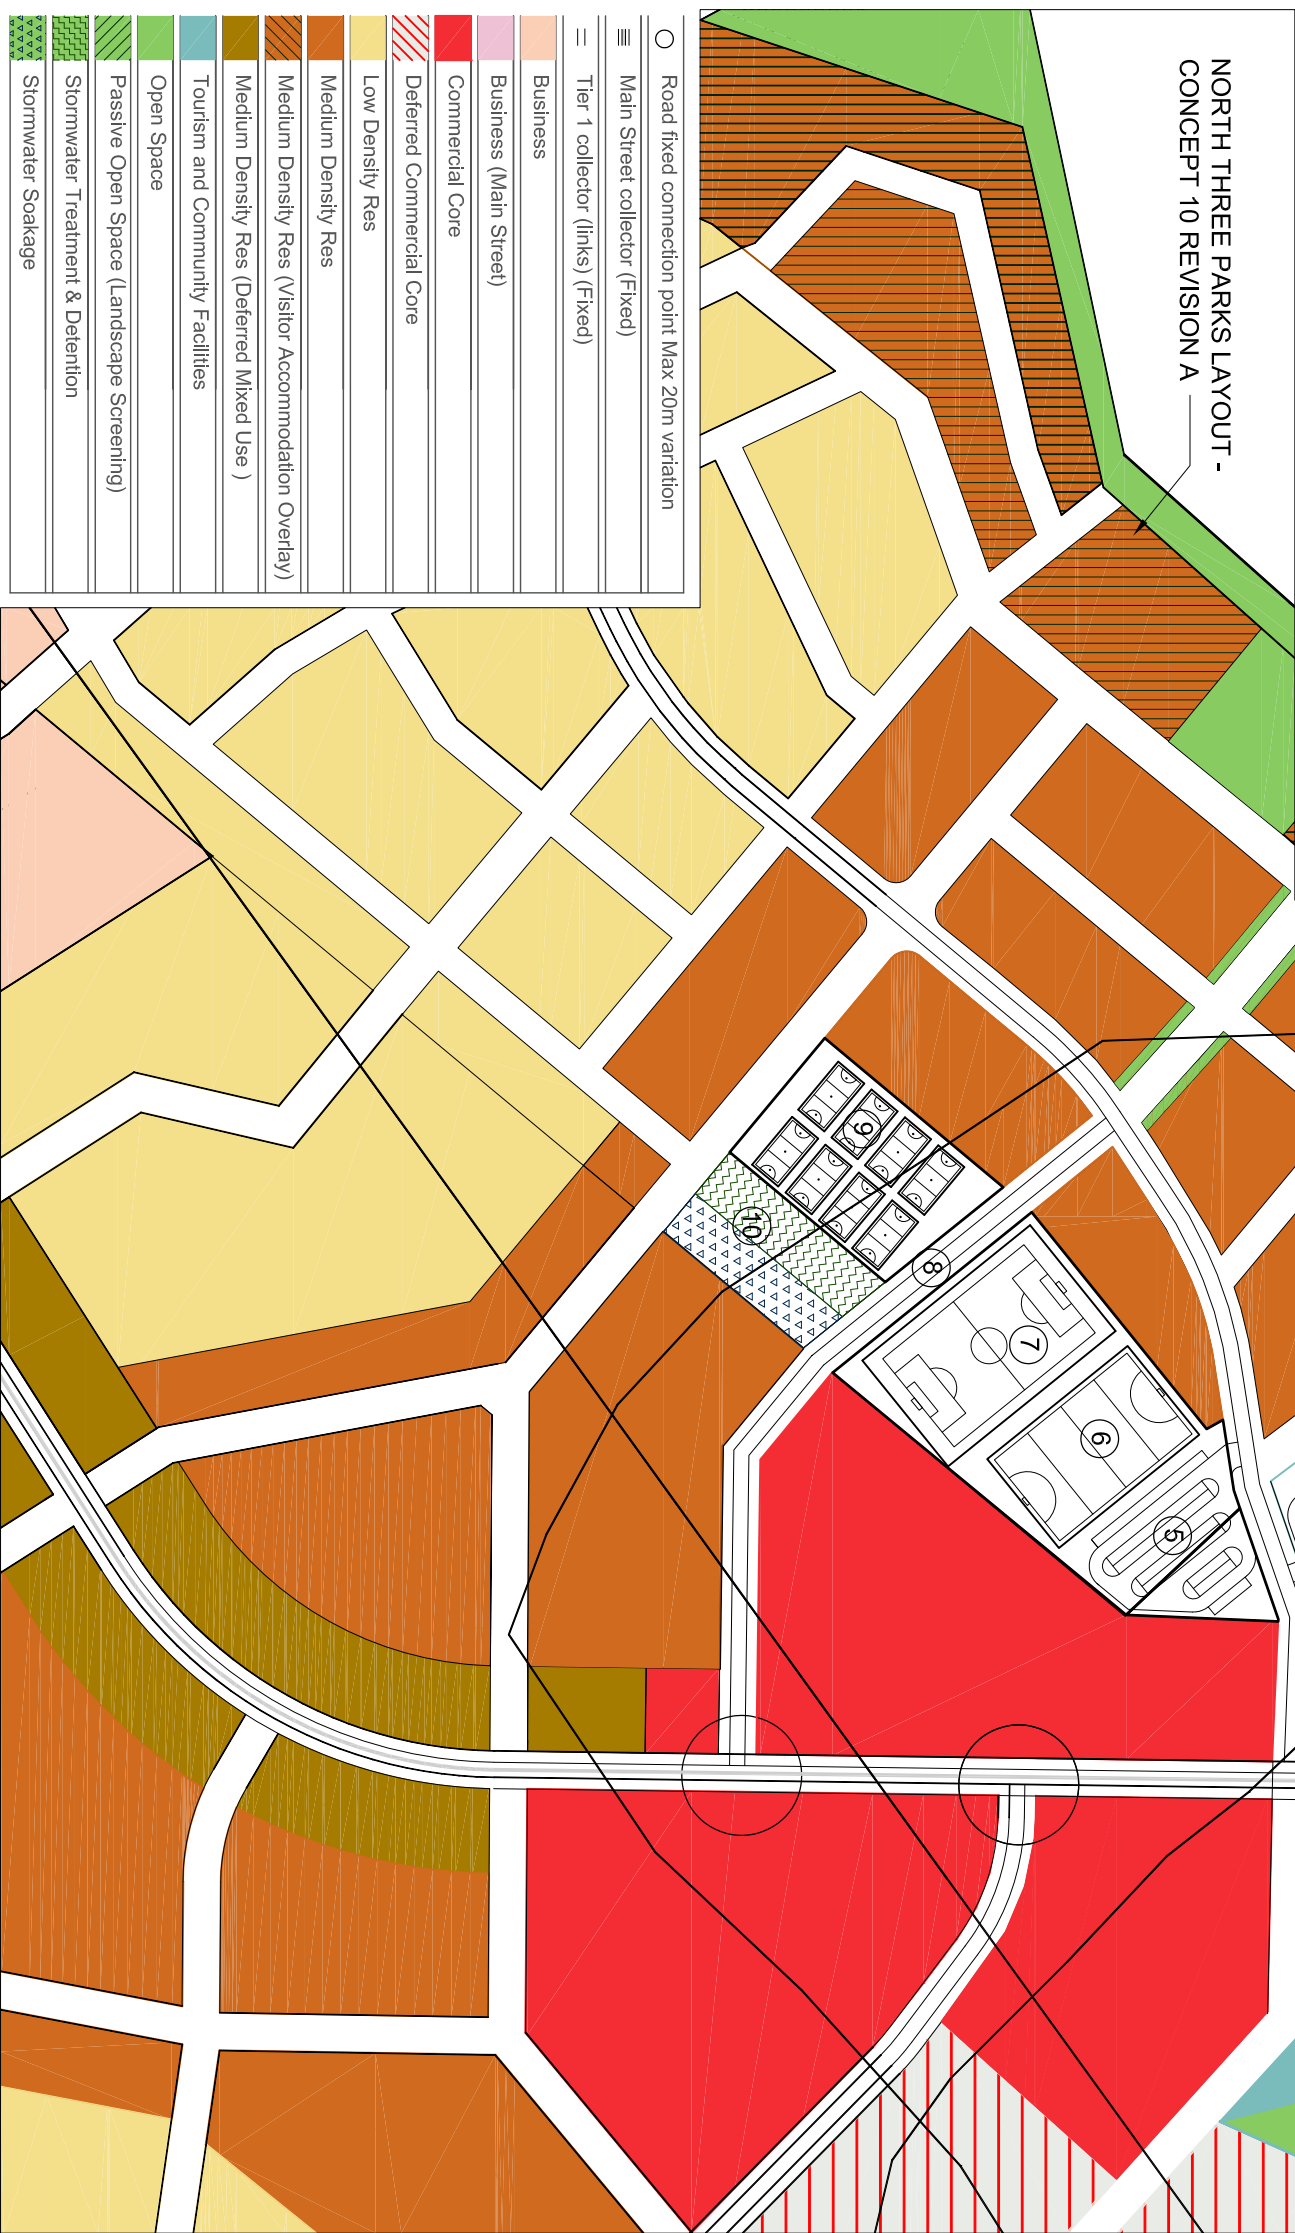 NORTH THREE PARKS LAYOUT -
CONCEPT 10 REVISION A
Road fixed connection point Max 20m variation
Main Street collector (Fixed)
Tier 1 collector (links) (Fixed)
Business
Business (Main Street)
Commercial Core
Deferred Commercial Core
Low Density Res
Medium Density Res
Medium Density Res (Visitor Accommodation Overlay)
Medium Density Res (Deferred Mixed Use )
Tourism and Community Facilities
Open Space
Passive Open Space (Landscape Screening)
Stormwater Treatment & Detention
Stormwater Soakage
5
6
7
8
9
10